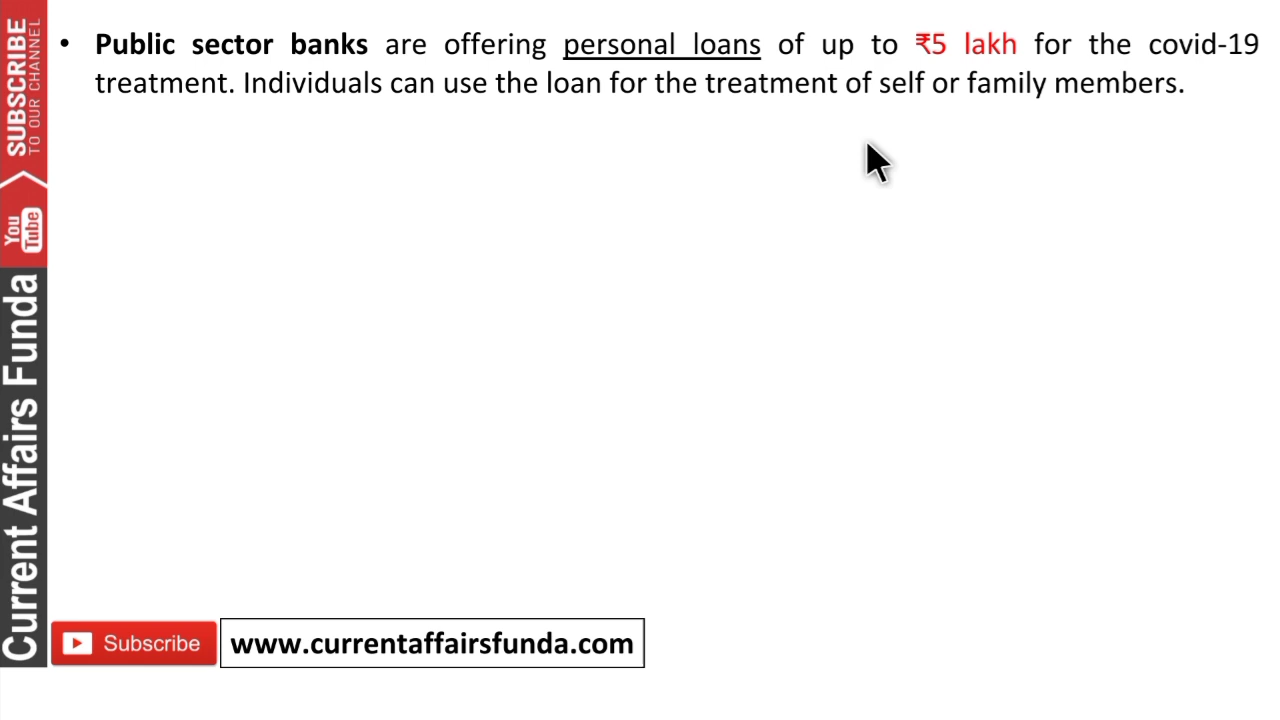 • Public sector banks are offering personal loans of up to ₹5 lakh for the covid-19
treatment. Individuals can use the loan for the treatment of self or family members.
SUBSCRIBE
TO OUR CHANNEL
You Tube
Current Affairs Funda
Subscribe
www.currentaffairsfunda.com